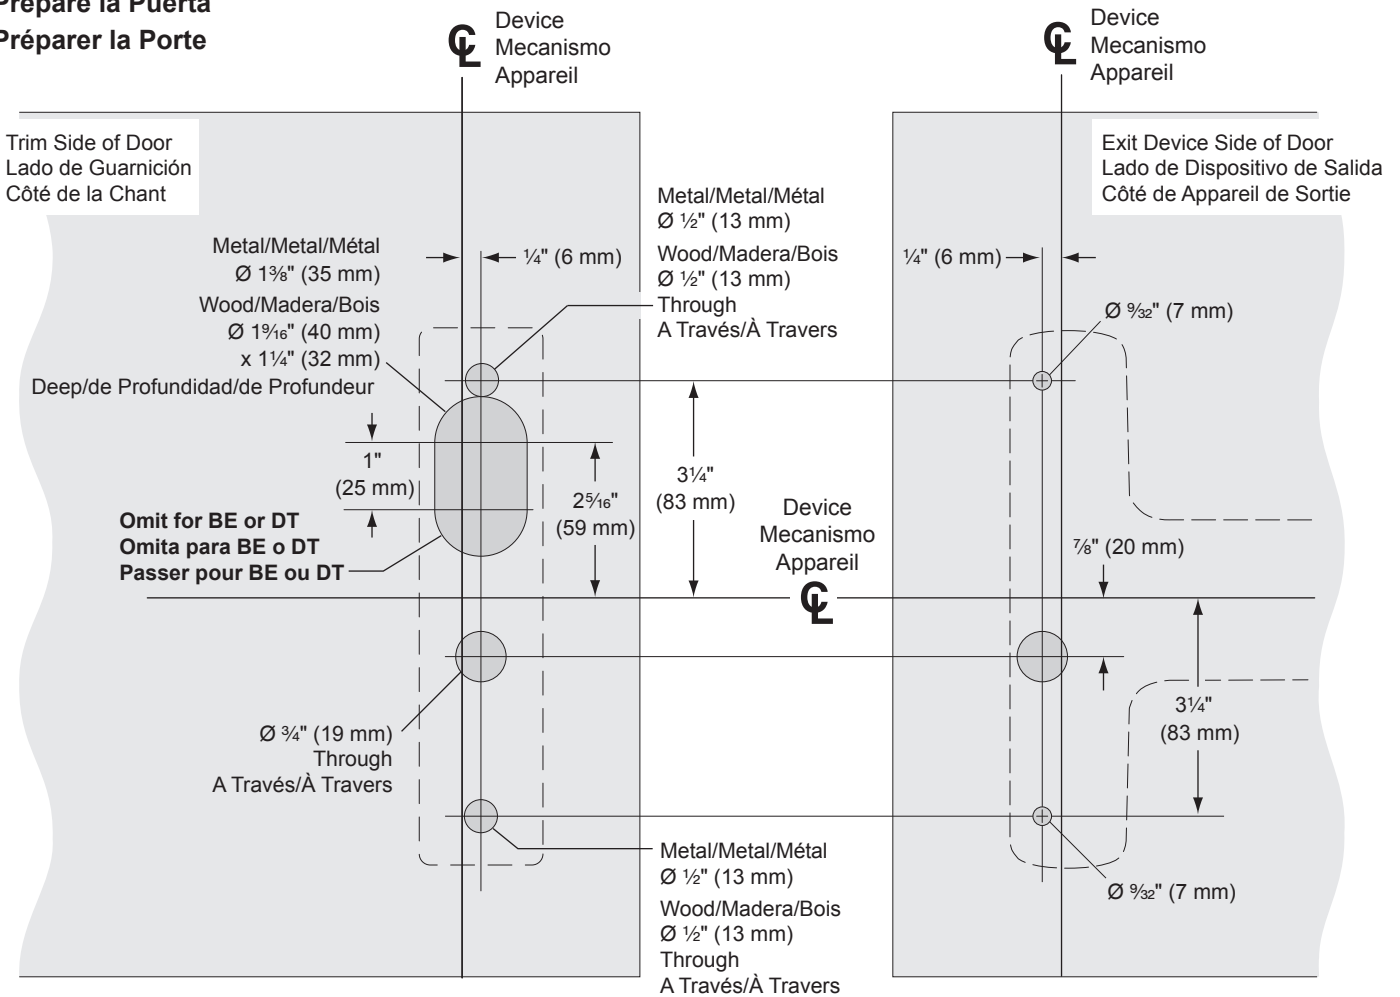 Prepare la Puerta
Préparer la Porte
℄
Device
Mecanismo
Appareil
℄
Device
Mecanismo
Appareil
Trim Side of Door
Lado de Guarnición
Côté de la Chant
Exit Device Side of Door
Lado de Dispositivo de Salida
Côté de Appareil de Sortie
Metal/Metal/Métal
Ø ½" (13 mm)
Wood/Madera/Bois
Ø ½" (13 mm)
Through
A Través/À Travers
Metal/Metal/Métal
Ø 1⅜" (35 mm)
Wood/Madera/Bois
Ø 1⁹⁄₁₆" (40 mm)
x 1¼" (32 mm)
Deep/de Profundidad/de Profundeur
¼" (6 mm)
¼" (6 mm)
Ø ⁹⁄₃₂" (7 mm)
1"
(25 mm)
2⁵⁄₁₆"
(59 mm)
3¼"
(83 mm)
Omit for BE or DT
Omita para BE o DT
Passer pour BE ou DT
Device
Mecanismo
Appareil
℄
⅞" (20 mm)
3¼"
(83 mm)
Ø ¾" (19 mm)
Through
A Través/À Travers
Metal/Metal/Métal
Ø ½" (13 mm)
Wood/Madera/Bois
Ø ½" (13 mm)
Through
A Través/À Travers
Ø ⁹⁄₃₂" (7 mm)